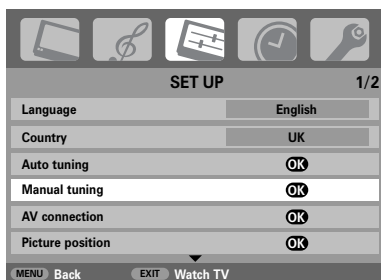 SET UP 1/2
Language English
Country UK
Auto tuning OK
Manual tuning OK
AV connection OK
Picture position OK
MENU Back EXIT Watch TV